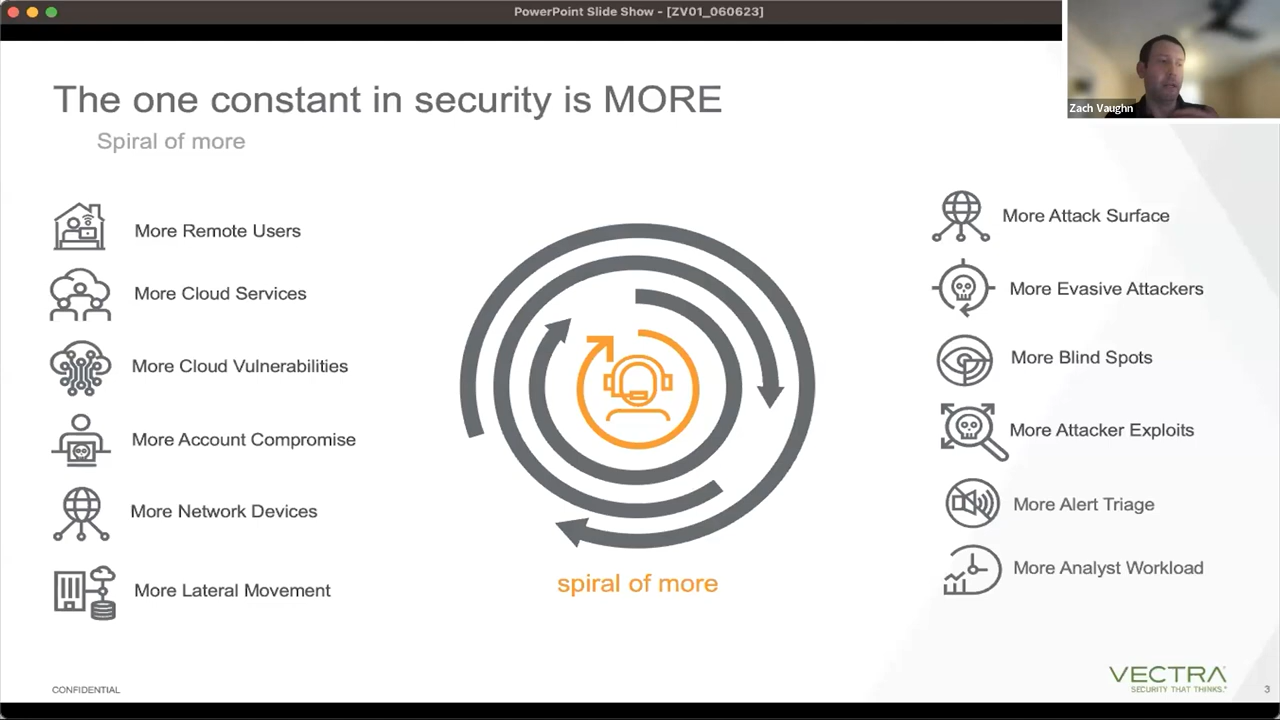 PowerPoint Slide Show - [ZV01_060623]
Zach Vaughn
The one constant in security is MORE
Spiral of more
More Remote Users
More Cloud Services
More Cloud Vulnerabilities
More Account Compromise
More Network Devices
More Lateral Movement
spiral of more
More Attack Surface
More Evasive Attackers
More Blind Spots
More Attacker Exploits
More Alert Triage
More Analyst Workload
CONFIDENTIAL
VECTRA
SECURITY THAT THINKS.
3